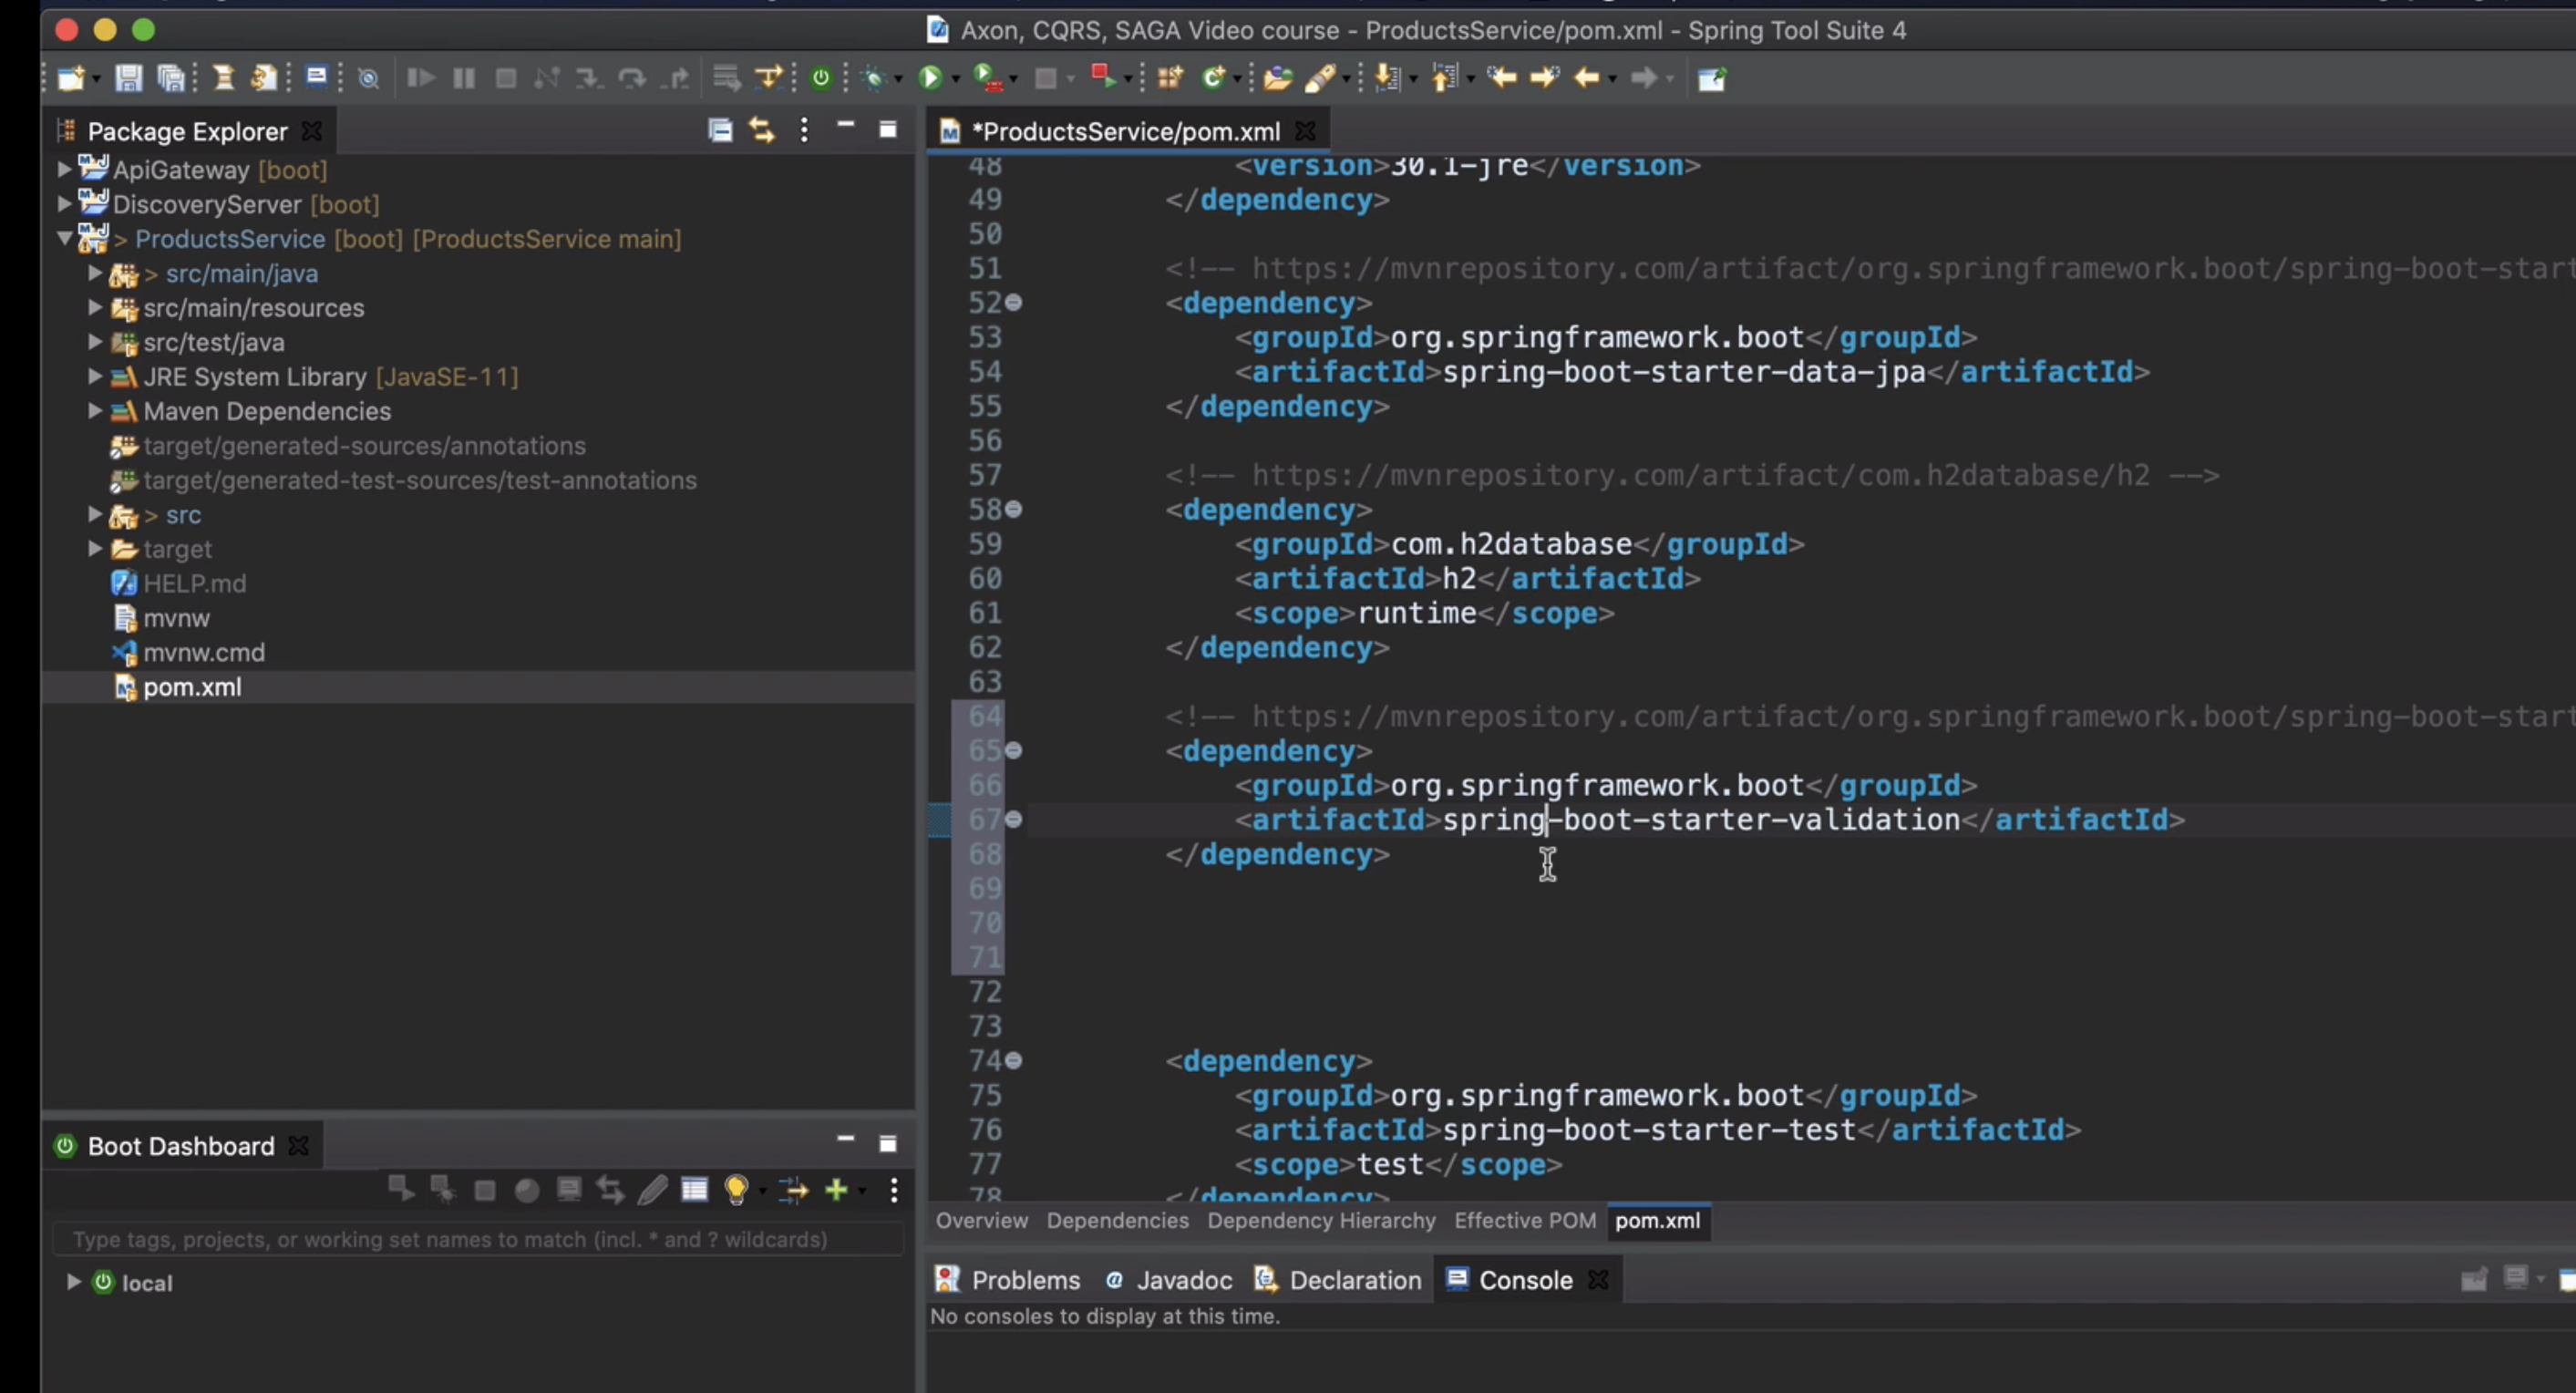 Axon, CQRS, SAGA Video course - ProductsService/pom.xml - Spring Tool Suite 4
Package Explorer
ApiGateway [boot]
DiscoveryServer [boot]
> ProductsService [boot] [ProductsService main]
> src/main/java
src/main/resources
src/test/java
JRE System Library [JavaSE-11]
Maven Dependencies
target/generated-sources/annotations
target/generated-test-sources/test-annotations
> src
target
HELP.md
mvnw
mvnw.cmd
pom.xml
Boot Dashboard
Type tags, projects, or working set names to match (incl. * and ? wildcards)
local
*ProductsService/pom.xml
48 <version>30.1-jre</version>
49 </dependency>
50
51 <!-- https://mvnrepository.com/artifact/org.springframework.boot/spring-boot-start
52 <dependency>
53 <groupId>org.springframework.boot</groupId>
54 <artifactId>spring-boot-starter-data-jpa</artifactId>
55 </dependency>
56
57 <!-- https://mvnrepository.com/artifact/com.h2database/h2 -->
58 <dependency>
59 <groupId>com.h2database</groupId>
60 <artifactId>h2</artifactId>
61 <scope>runtime</scope>
62 </dependency>
63
64 <!-- https://mvnrepository.com/artifact/org.springframework.boot/spring-boot-start
65 <dependency>
66 <groupId>org.springframework.boot</groupId>
67 <artifactId>spring-boot-starter-validation</artifactId>
68 </dependency>
69
70
71
72
73
74 <dependency>
75 <groupId>org.springframework.boot</groupId>
76 <artifactId>spring-boot-starter-test</artifactId>
77 <scope>test</scope>
78 </dependency>
Overview Dependencies Dependency Hierarchy Effective POM pom.xml
Problems @ Javadoc Declaration Console
No consoles to display at this time.